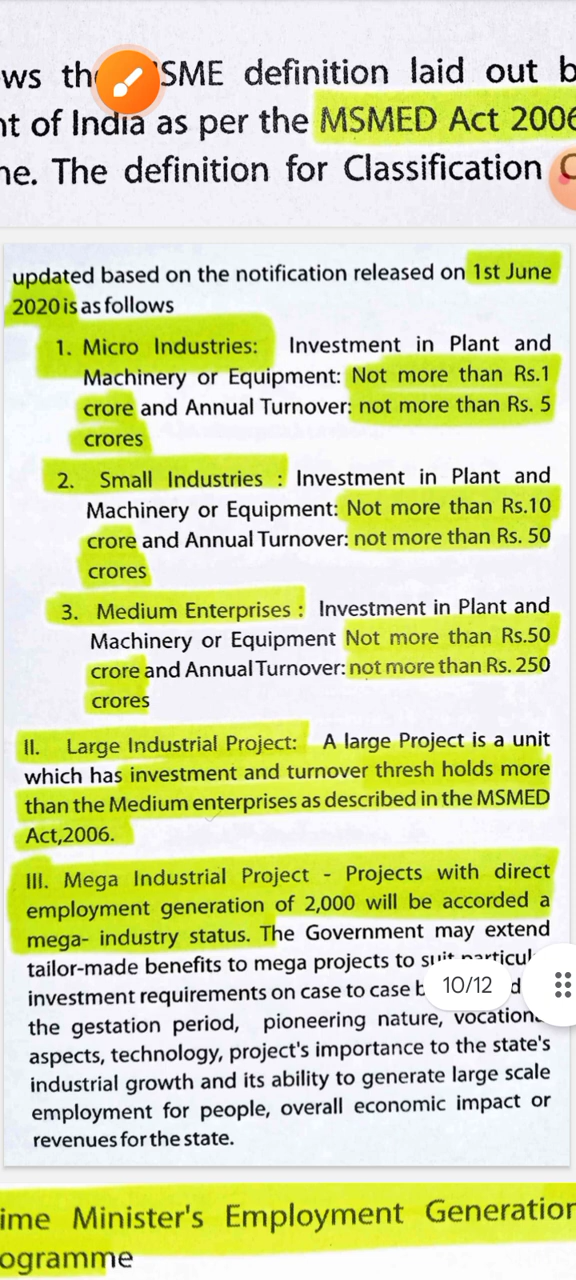 ws the MSME definition laid out b
nt of India as per the MSMED Act 2006
ne. The definition for Classification
updated based on the notification released on 1st June
2020 is as follows
1. Micro Industries: Investment in Plant and
Machinery or Equipment: Not more than Rs.1
crore and Annual Turnover: not more than Rs. 5
crores
2. Small Industries : Investment in Plant and
Machinery or Equipment: Not more than Rs.10
crore and Annual Turnover: not more than Rs. 50
crores
3. Medium Enterprises : Investment in Plant and
Machinery or Equipment Not more than Rs.50
crore and Annual Turnover: not more than Rs. 250
crores
II. Large Industrial Project: A large Project is a unit
which has investment and turnover thresh holds more
than the Medium enterprises as described in the MSMED
Act,2006.
III. Mega Industrial Project - Projects with direct
employment generation of 2,000 will be accorded a
mega- industry status. The Government may extend
tailor-made benefits to mega projects to suit particul
investment requirements on case to case
10/12
the gestation period, pioneering nature, vocation
aspects, technology, project's importance to the state's
industrial growth and its ability to generate large scale
employment for people, overall economic impact or
revenues for the state.
ime Minister's Employment Generation
ogramme